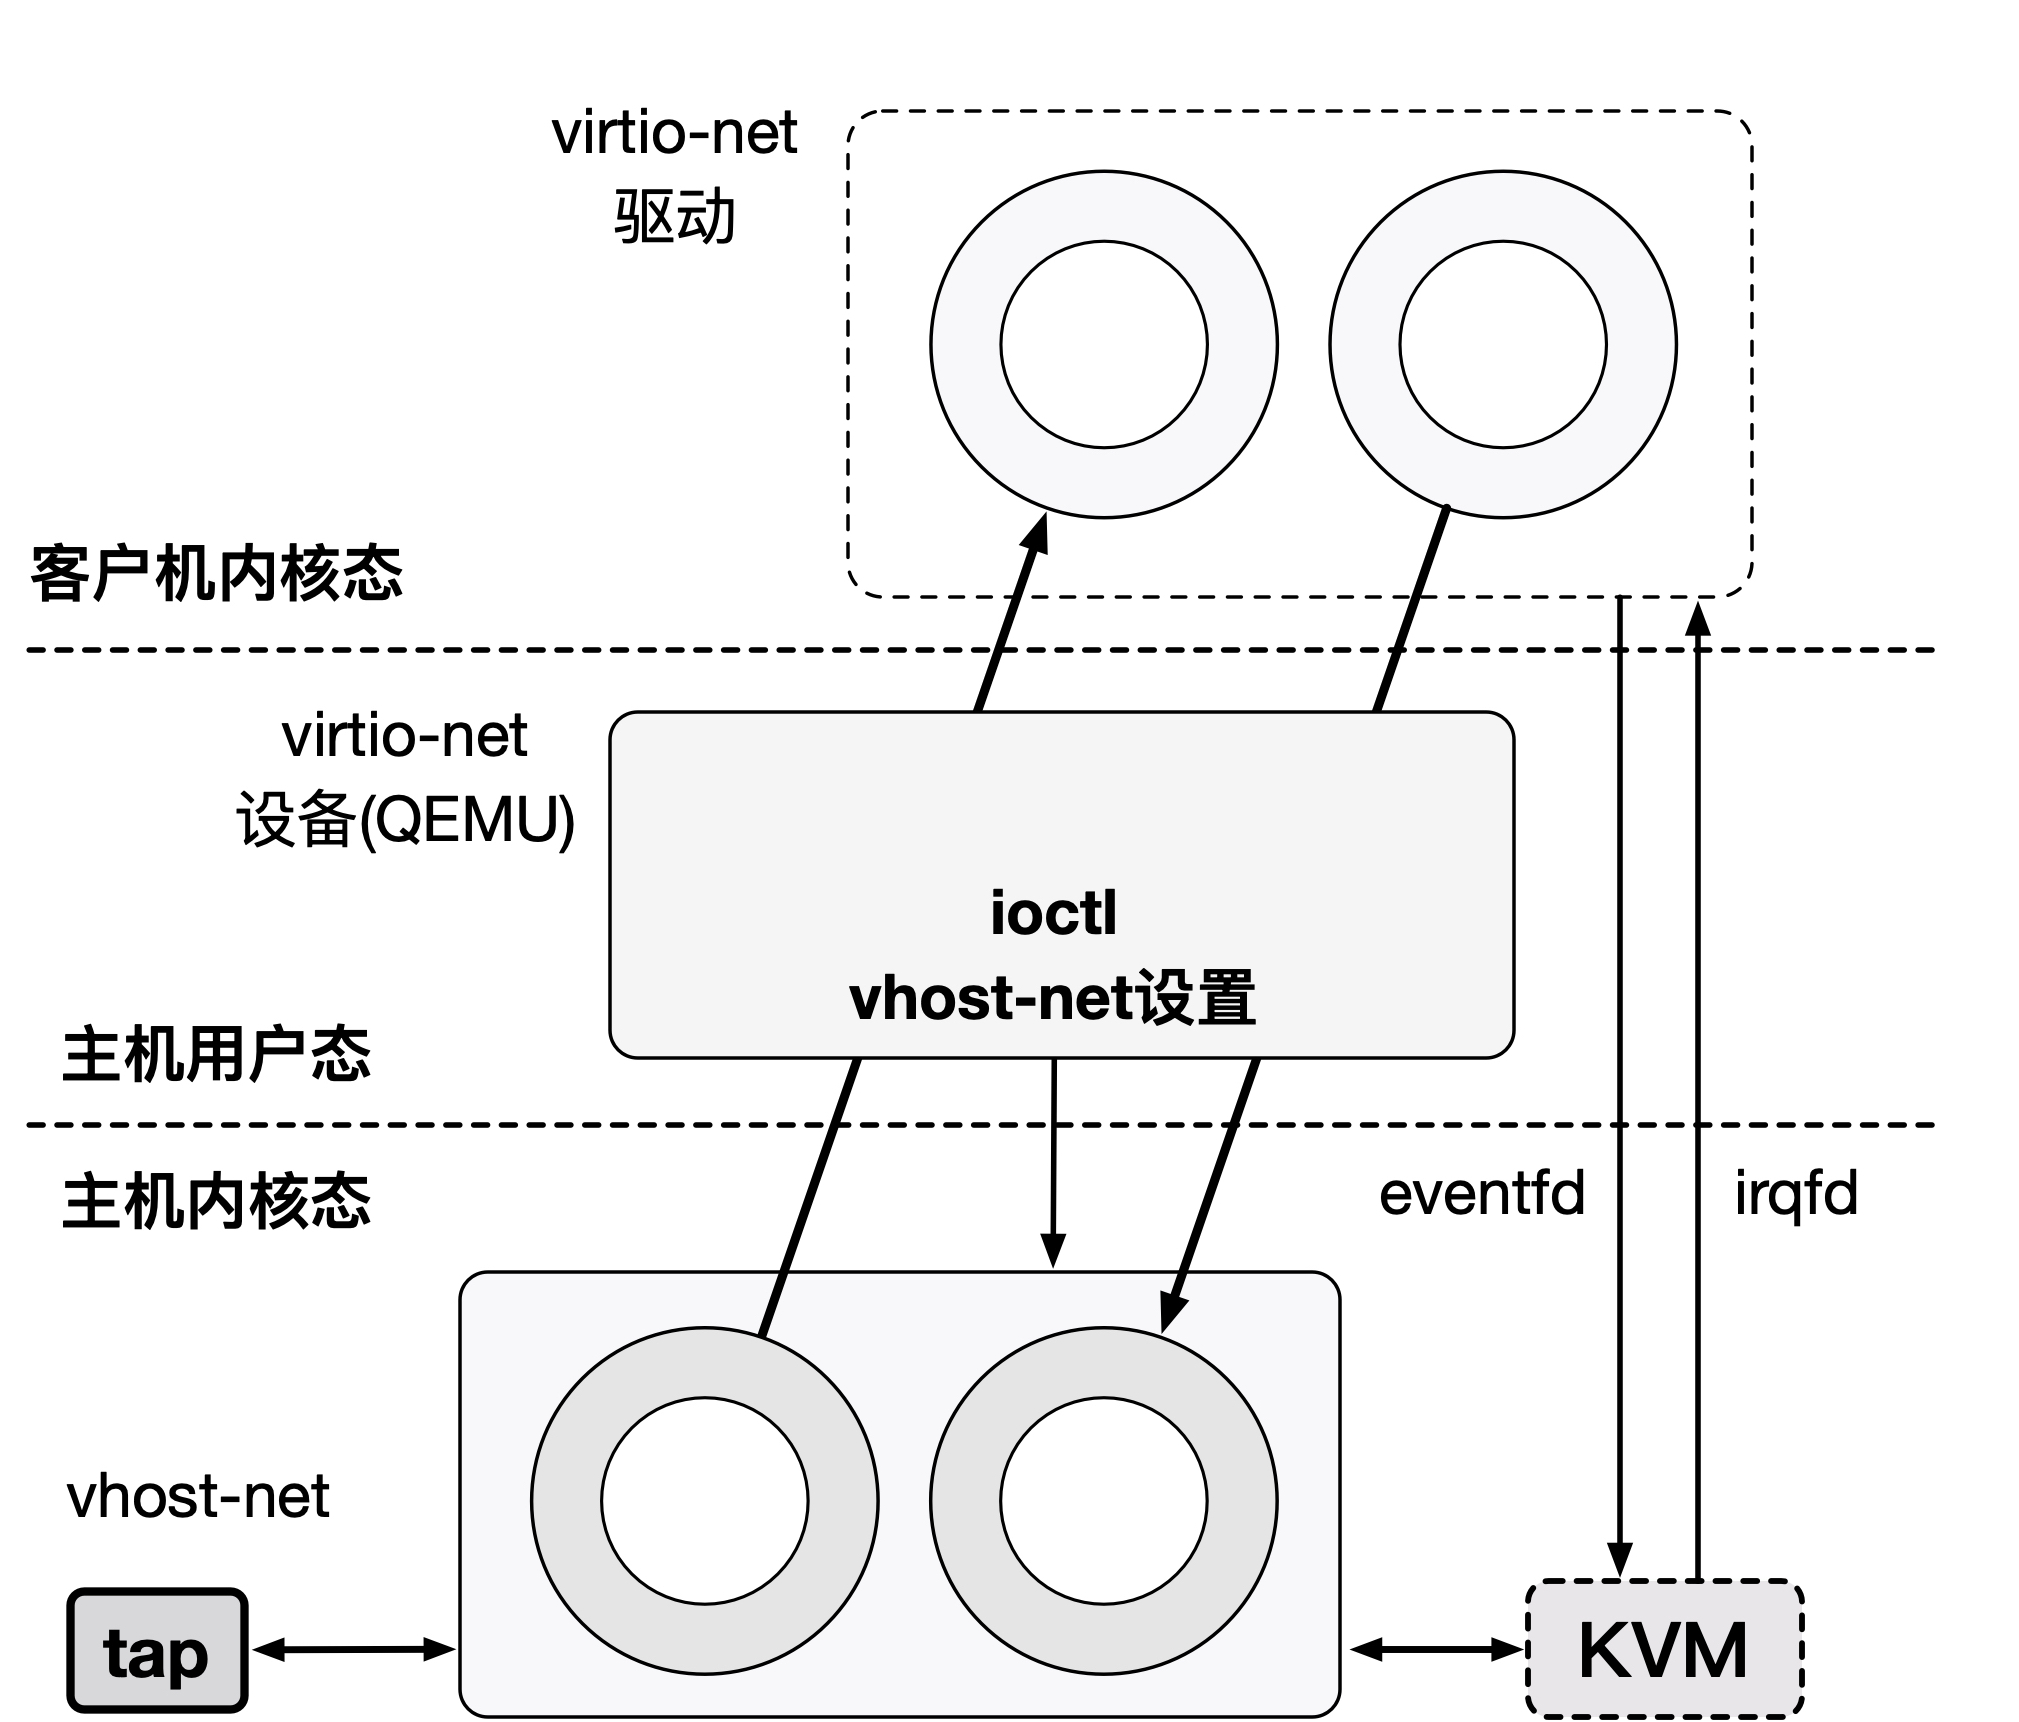 virtio-net
驱动
客户机内核态
virtio-net
设备(QEMU)
ioctl
vhost-net设置
主机用户态
主机内核态
eventfd
irqfd
vhost-net
tap
KVM